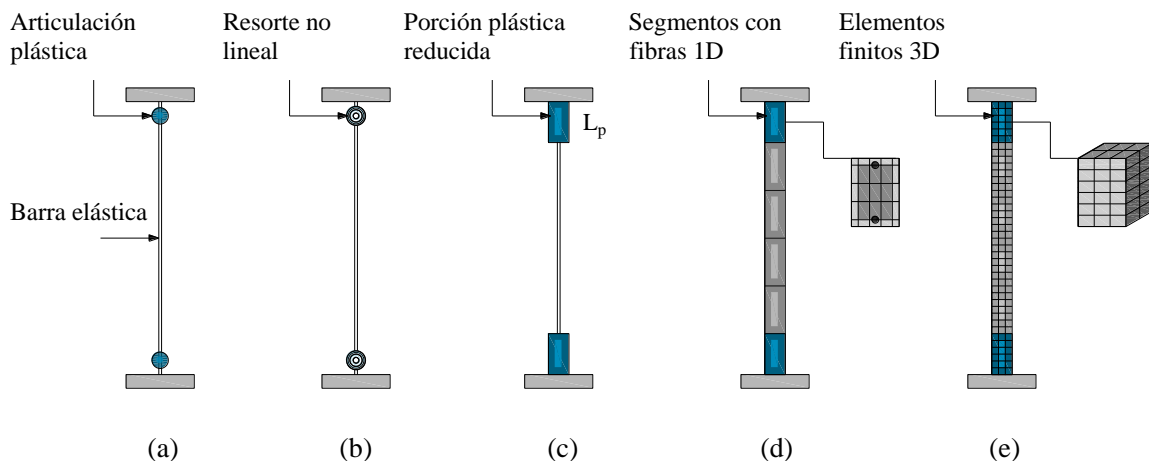 Articulación
plástica
Resorte no
lineal
Porción plástica
reducida
Segmentos con
fibras 1D
Elementos
finitos 3D
Lp
Barra elástica
(a)
(b)
(c)
(d)
(e)